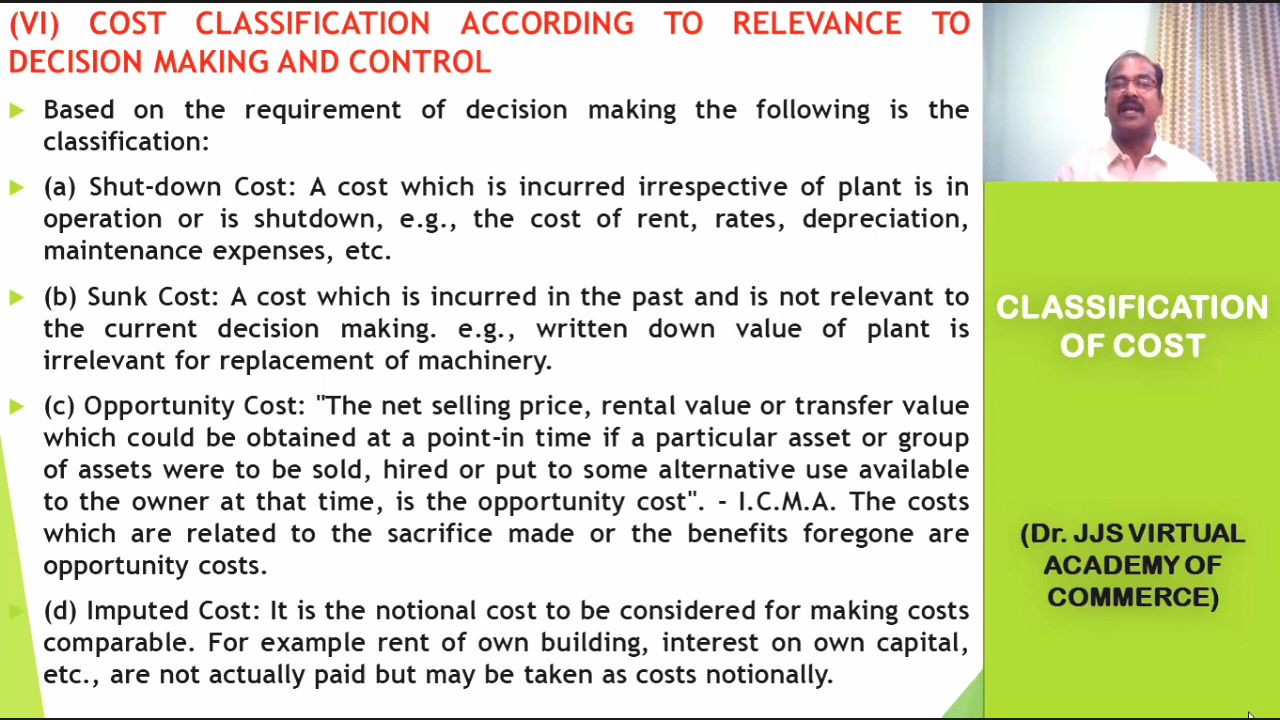 (VI) COST CLASSIFICATION ACCORDING TO RELEVANCE TO
DECISION MAKING AND CONTROL
Based on the requirement of decision making the following is the
classification:
(a) Shut-down Cost: A cost which is incurred irrespective of plant is in
operation or is shutdown, e.g., the cost of rent, rates, depreciation,
maintenance expenses, etc.
(b) Sunk Cost: A cost which is incurred in the past and is not relevant to
the current decision making. e.g., written down value of plant is
irrelevant for replacement of machinery.
(c) Opportunity Cost: "The net selling price, rental value or transfer value
which could be obtained at a point-in time if a particular asset or group
of assets were to be sold, hired or put to some alternative use available
to the owner at that time, is the opportunity cost". - I.C.M.A. The costs
which are related to the sacrifice made or the benefits foregone are
opportunity costs.
(d) Imputed Cost: It is the notional cost to be considered for making costs
comparable. For example rent of own building, interest on own capital,
etc., are not actually paid but may be taken as costs notionally.
CLASSIFICATION
OF COST
(Dr. JJS VIRTUAL
ACADEMY OF
COMMERCE)